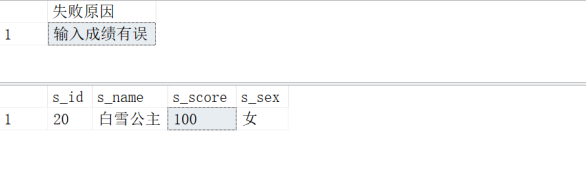 失败原因
1 输入成绩有误
s_id s_name s_score s_sex
1 20 白雪公主 100 女